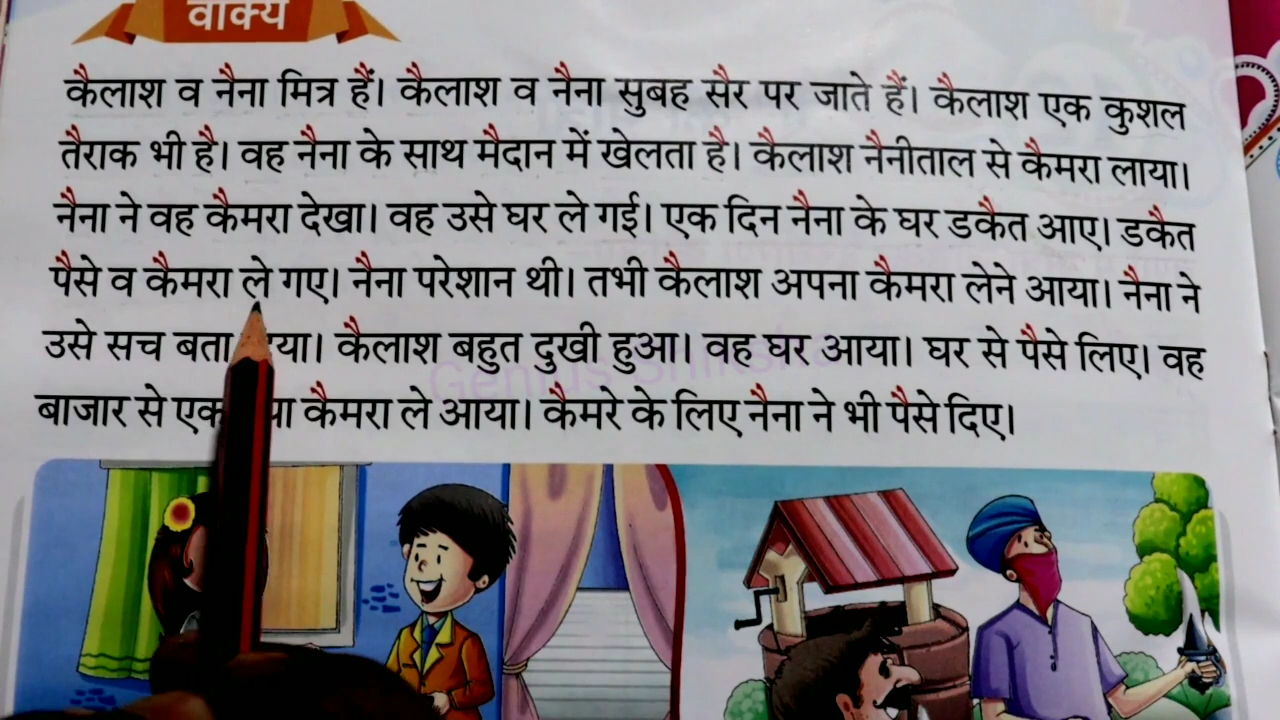 वाक्य
कैलाश व नैना मित्र हैं। कैलाश व नैना सुबह सैर पर जाते हैं। कैलाश एक कुशल
तैराक भी है। वह नैना के साथ मैदान में खेलता है। कैलाश नैनीताल से कैमरा लाया।
नैना ने वह कैमरा देखा। वह उसे घर ले गई। एक दिन नैना के घर डकैत आए। डकैत
पैसे व कैमरा ले गए। नैना परेशान थी। तभी कैलाश अपना कैमरा लेने आया। नैना ने
उसे सच बता कैलाश बहुत दुखी हुआ। वह घर आया। घर से पैसे लिए। वह
बाजार से एक कैमरा ले आया। कैमरे के लिए नैना ने भी पैसे दिए।
Genius Shiksha